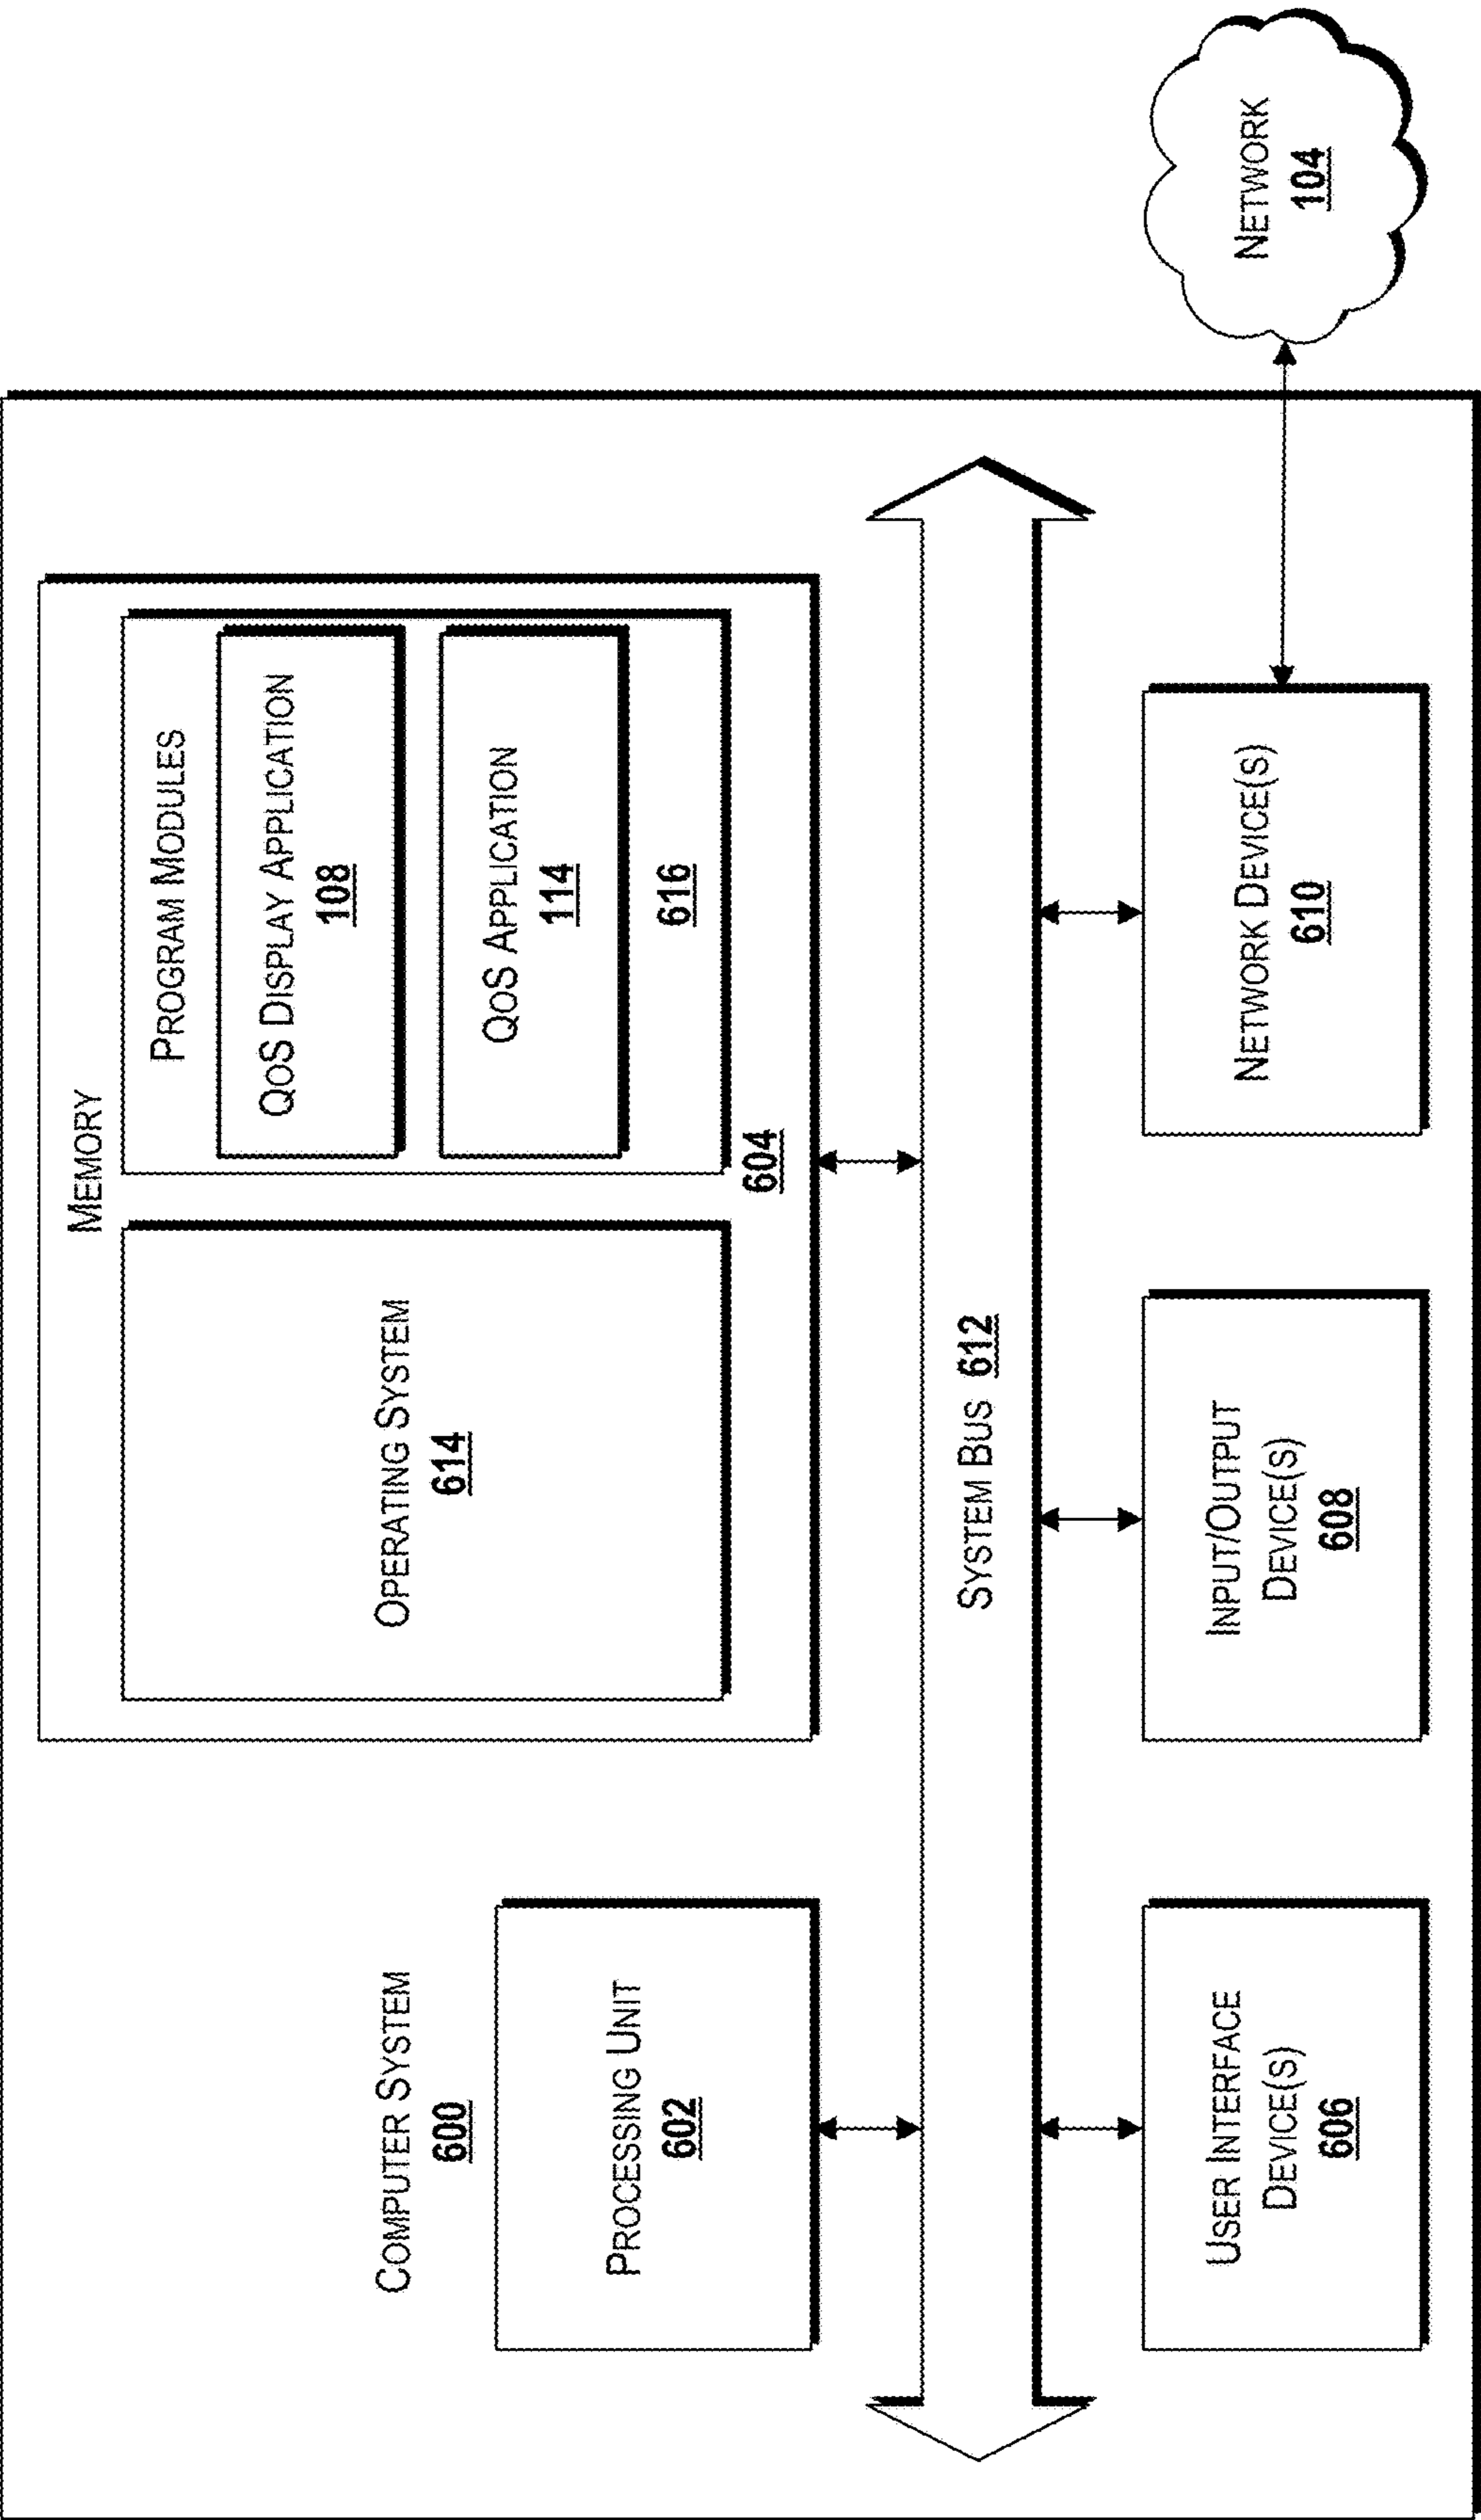 COMPUTER SYSTEM
600
PROCESSING UNIT
602
MEMORY
OPERATING SYSTEM
614
PROGRAM MODULES
QOS DISPLAY APPLICATION
108
QOS APPLICATION
114
616
604
SYSTEM BUS 612
USER INTERFACE
DEVICE(S)
606
INPUT/OUTPUT
DEVICE(S)
608
NETWORK DEVICE(S)
610
NETWORK
104